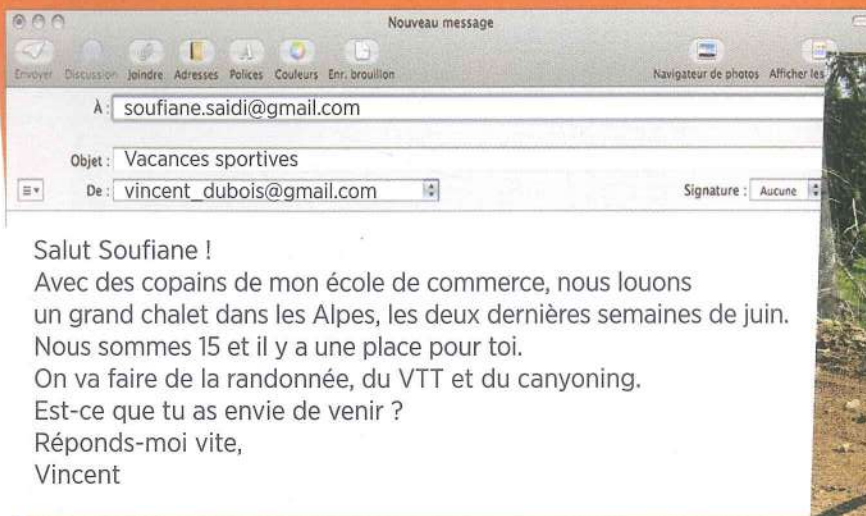 Nouveau message
Envoyer Discussion Joindre Adresses Polices Couleurs Enr. brouillon Navigateur de photos Afficher les
À : soufiane.saidi@gmail.com
Objet : Vacances sportives
De : vincent_dubois@gmail.com Signature : Aucune
Salut Soufiane !
Avec des copains de mon école de commerce, nous louons
un grand chalet dans les Alpes, les deux dernières semaines de juin.
Nous sommes 15 et il y a une place pour toi.
On va faire de la randonnée, du VTT et du canyoning.
Est-ce que tu as envie de venir ?
Réponds-moi vite,
Vincent